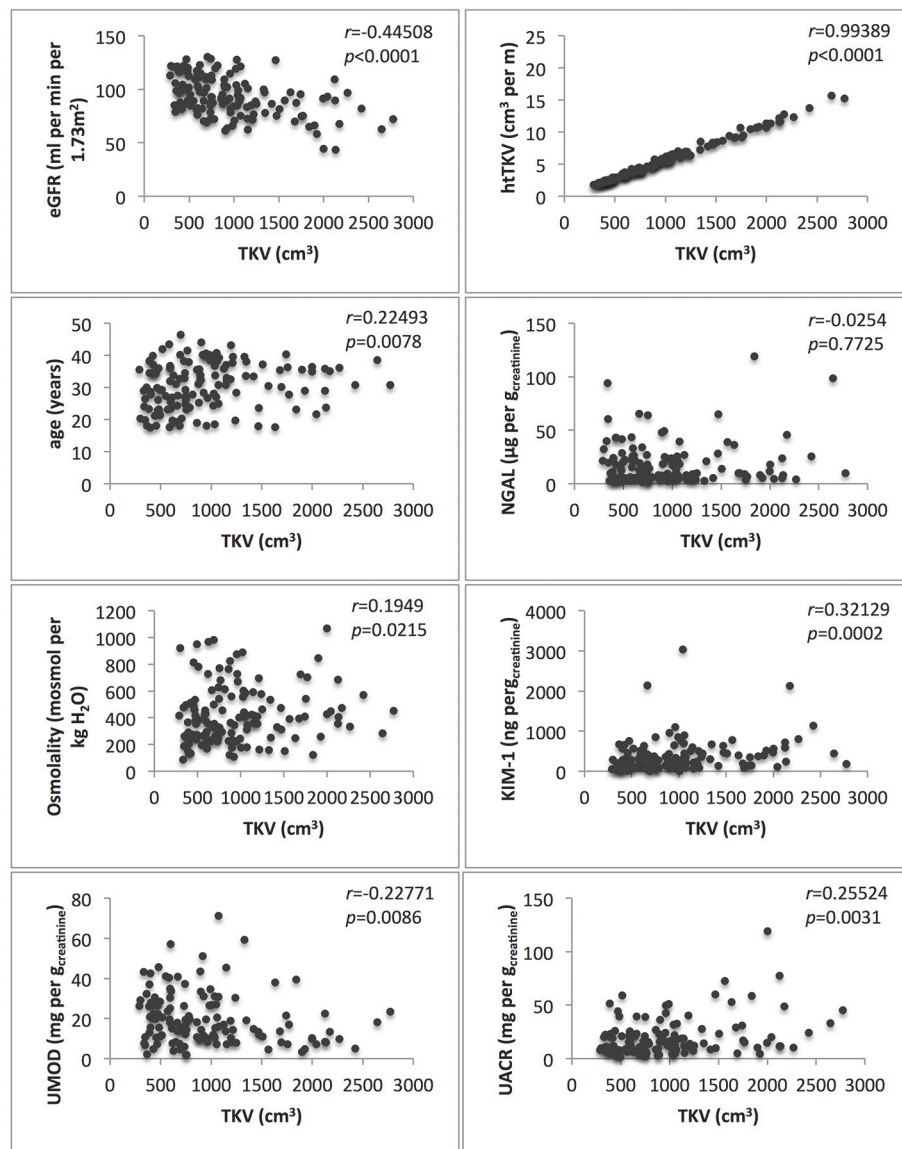 r=-0.44508
p<0.0001
eGFR (ml per min per
1.73m²)
150
100
50
0
0 500 1000 1500 2000 2500 3000
TKV (cm³)
r=0.99389
p<0.0001
htTKV (cm³ per m)
25
20
15
10
5
0
0 500 1000 1500 2000 2500 3000
TKV (cm³)
r=0.22493
p=0.0078
age (years)
50
40
30
20
10
0
0 500 1000 1500 2000 2500 3000
TKV (cm³)
r=-0.0254
p=0.7725
NGAL (µg per gcreatinine)
150
100
50
0
0 500 1000 1500 2000 2500 3000
TKV (cm³)
r=0.1949
p=0.0215
Osmolality (mosmol per
kg H₂O)
1200
1000
800
600
400
200
0
0 500 1000 1500 2000 2500 3000
TKV (cm³)
r=0.32129
p=0.0002
KIM-1 (ng pergcreatinine)
4000
3000
2000
1000
0
0 500 1000 1500 2000 2500 3000
TKV (cm³)
r=-0.22771
p=0.0086
UMOD (mg per gcreatinine)
80
60
40
20
0
0 500 1000 1500 2000 2500 3000
TKV (cm³)
r=0.25524
p=0.0031
UACR (mg per gcreatinine)
150
100
50
0
0 500 1000 1500 2000 2500 3000
TKV (cm³)